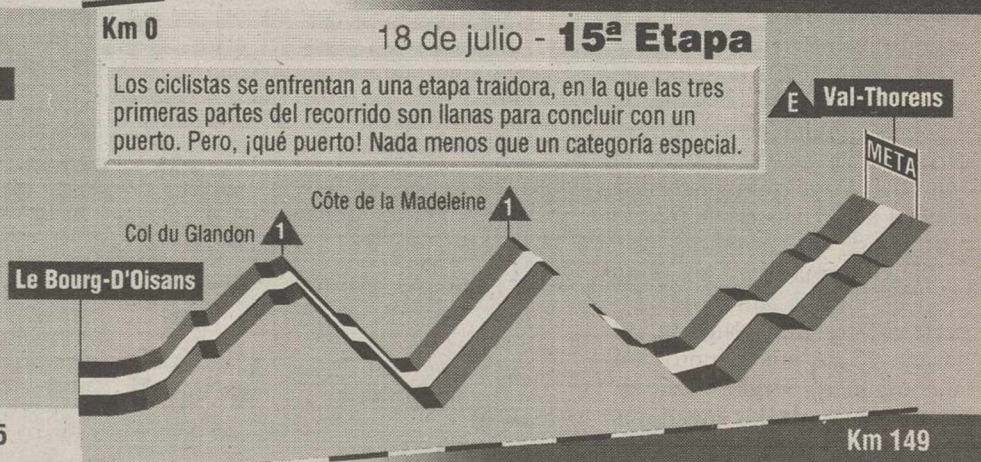 Km 0
18 de julio - 15ª Etapa
Los ciclistas se enfrentan a una etapa traidora, en la que las tres
primeras partes del recorrido son llanas para concluir con un
puerto. Pero, ¡qué puerto! Nada menos que un categoría especial.
E Val-Thorens
META
Côte de la Madeleine 1
Col du Glandon 1
Le Bourg-D'Oisans
5
Km 149